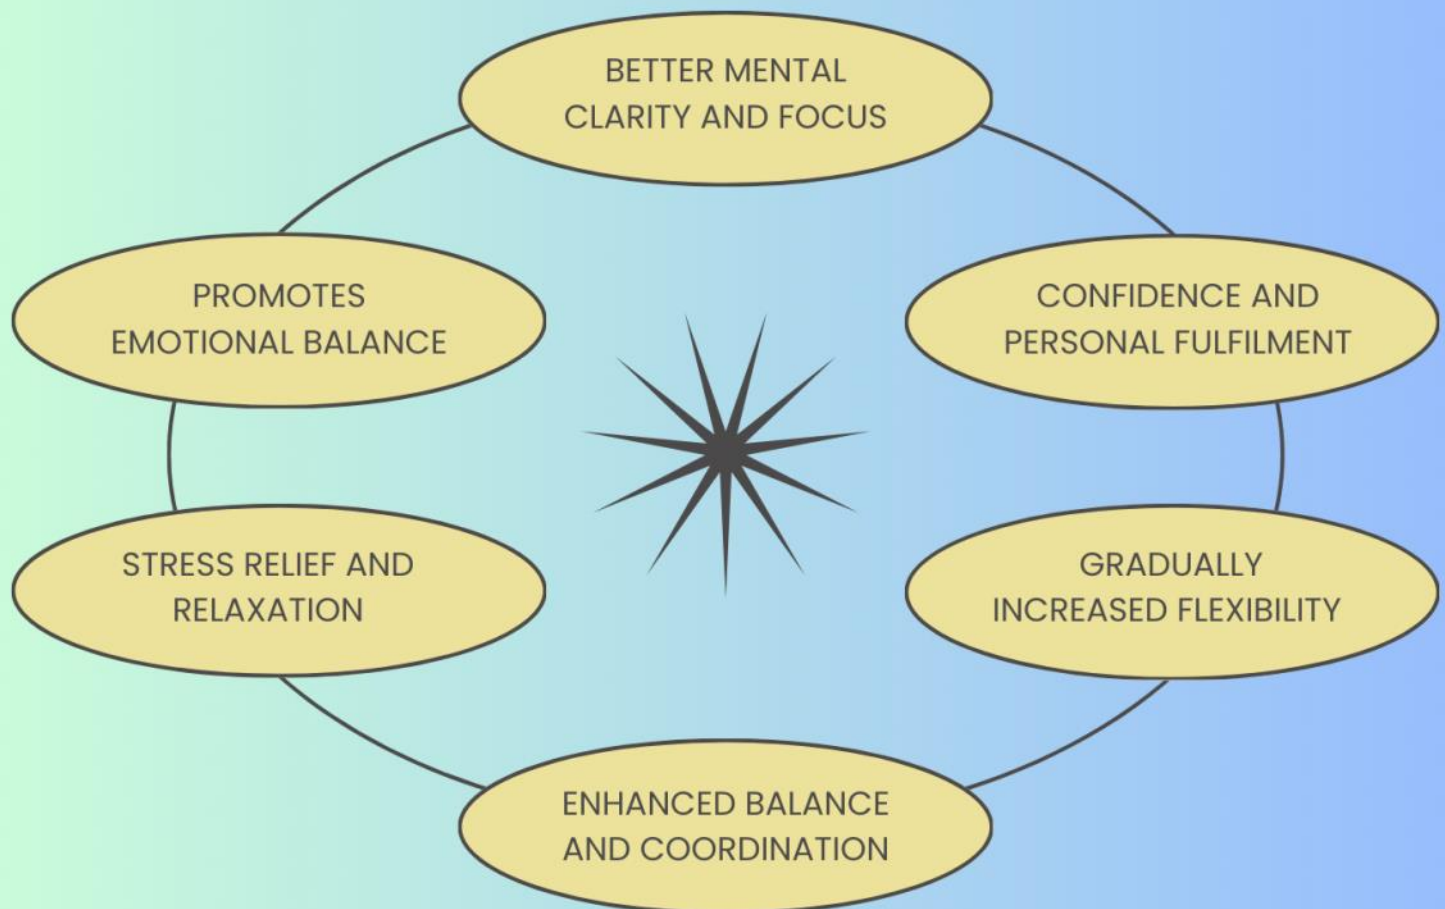 BETTER MENTAL
CLARITY AND FOCUS
PROMOTES
EMOTIONAL BALANCE
CONFIDENCE AND
PERSONAL FULFILMENT
STRESS RELIEF AND
RELAXATION
GRADUALLY
INCREASED FLEXIBILITY
ENHANCED BALANCE
AND COORDINATION